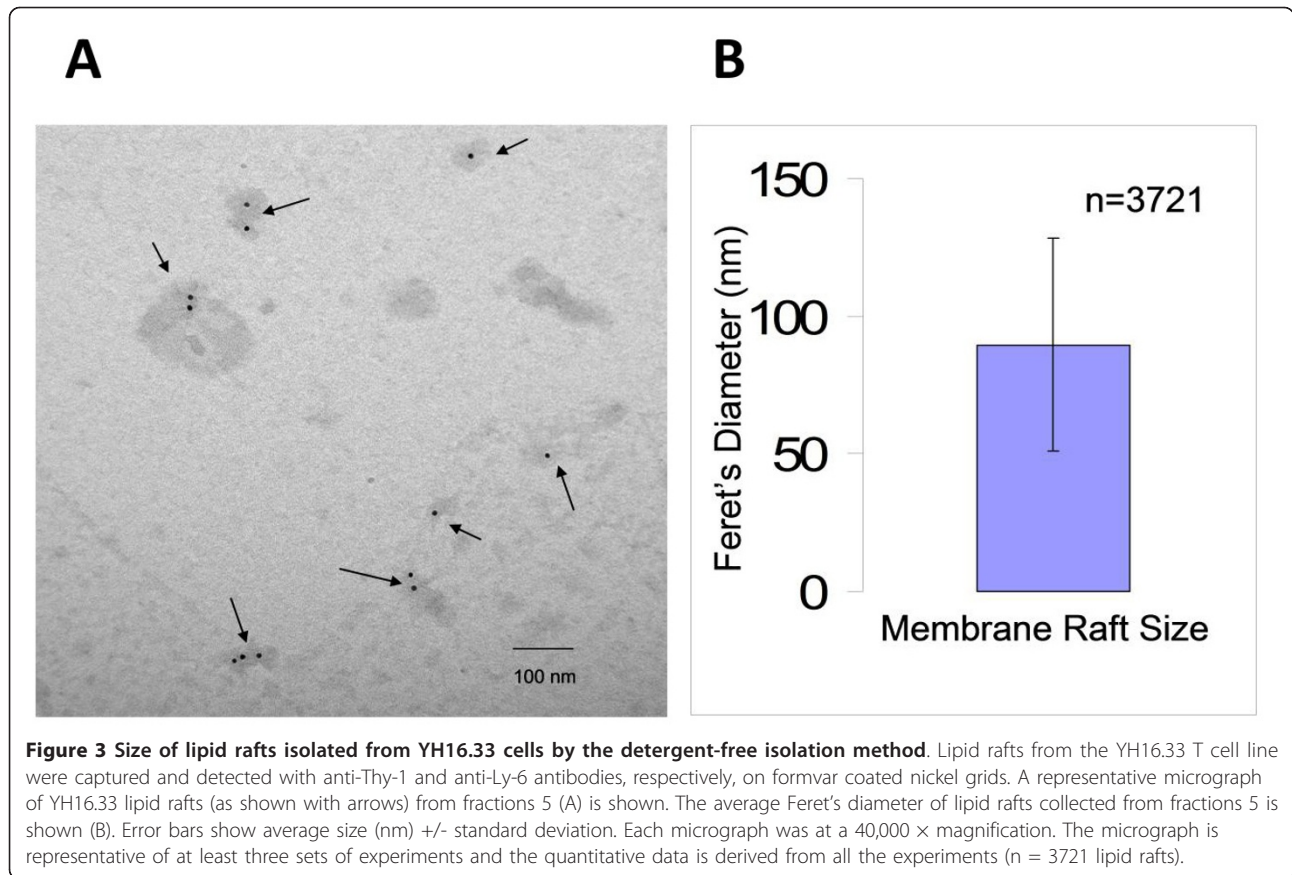 A
B
100 nm
150
100
50
0
Feret's Diameter (nm)
n=3721
Membrane Raft Size
Figure 3 Size of lipid rafts isolated from YH16.33 cells by the detergent-free isolation method. Lipid rafts from the YH16.33 T cell line
were captured and detected with anti-Thy-1 and anti-Ly-6 antibodies, respectively, on formvar coated nickel grids. A representative micrograph
of YH16.33 lipid rafts (as shown with arrows) from fractions 5 (A) is shown. The average Feret's diameter of lipid rafts collected from fractions 5 is
shown (B). Error bars show average size (nm) +/- standard deviation. Each micrograph was at a 40,000 × magnification. The micrograph is
representative of at least three sets of experiments and the quantitative data is derived from all the experiments (n = 3721 lipid rafts).